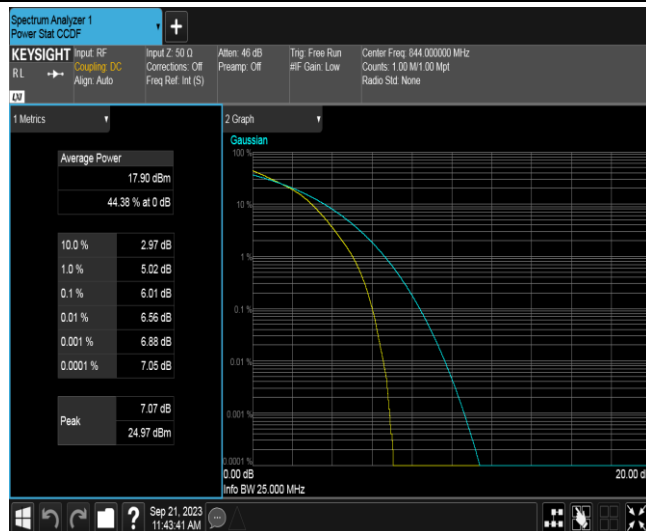 Spectrum Analyzer 1
Power Stat CCDF
+
KEYSIGHT
RL
Input: RF
Coupling: DC
Align: Auto
Input Z: 50 Ω
Corrections: Off
Freq Ref: Int (S)
Atten: 46 dB
Preamp: Off
Trig: Free Run
#IF Gain: Low
Center Freq: 844.000000 MHz
Counts: 1.00 M/1.00 Mpt
Radio Std: None
1 Metrics
Average Power
17.90 dBm
44.38 % at 0 dB
10.0 % 2.97 dB
1.0 % 5.02 dB
0.1 % 6.01 dB
0.01 % 6.56 dB
0.001 % 6.88 dB
0.0001 % 7.05 dB
Peak
7.07 dB
24.97 dBm
2 Graph
Gaussian
100 %
10 %
1 %
0.1 %
0.01 %
0.001 %
0.0001 %
0.00 dB
20.00 d
Info BW 25.000 MHz
?
Sep 21, 2023
11:43:41 AM